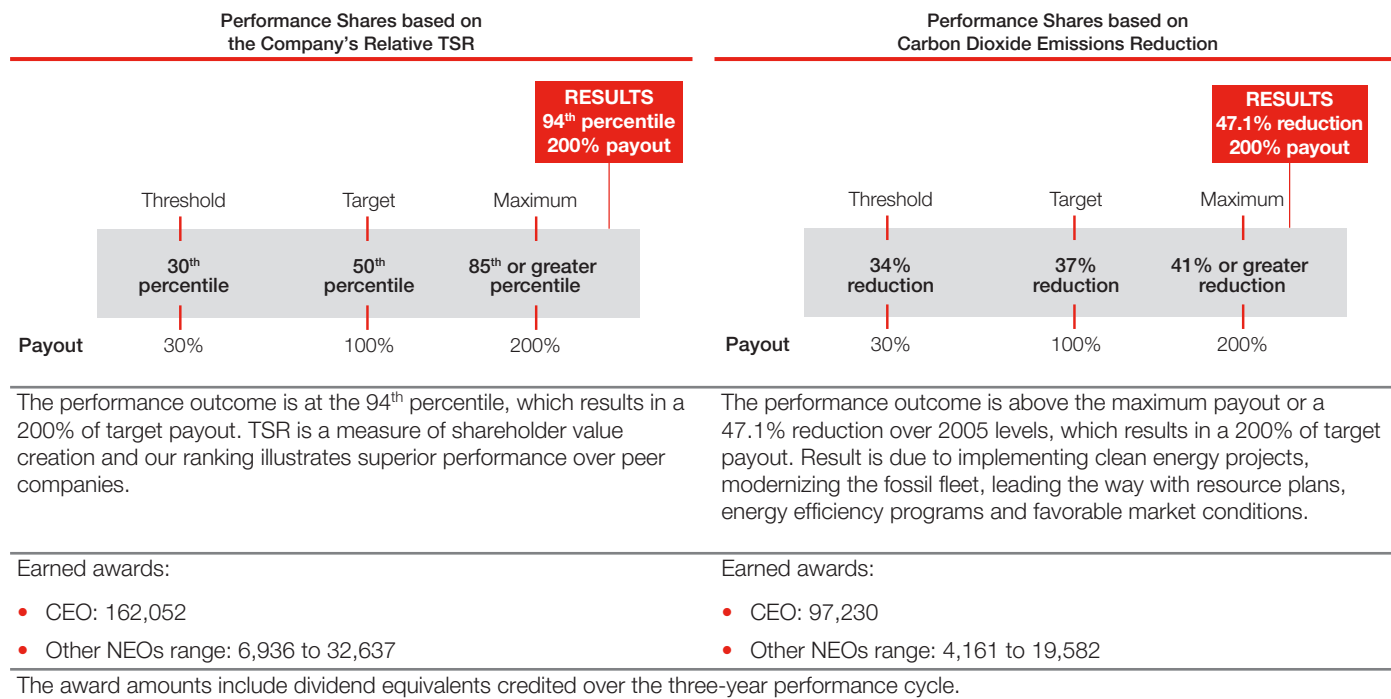 Performance Shares based on
the Company's Relative TSR
RESULTS
94th percentile
200% payout
Threshold Target Maximum
30th percentile
50th percentile
85th or greater percentile
Payout 30% 100% 200%
The performance outcome is at the 94th percentile, which results in a
200% of target payout. TSR is a measure of shareholder value
creation and our ranking illustrates superior performance over peer
companies.
Earned awards:
• CEO: 162,052
• Other NEOs range: 6,936 to 32,637
Performance Shares based on
Carbon Dioxide Emissions Reduction
RESULTS
47.1% reduction
200% payout
Threshold Target Maximum
34% reduction
37% reduction
41% or greater reduction
Payout 30% 100% 200%
The performance outcome is above the maximum payout or a
47.1% reduction over 2005 levels, which results in a 200% of target
payout. Result is due to implementing clean energy projects,
modernizing the fossil fleet, leading the way with resource plans,
energy efficiency programs and favorable market conditions.
Earned awards:
• CEO: 97,230
• Other NEOs range: 4,161 to 19,582
The award amounts include dividend equivalents credited over the three-year performance cycle.